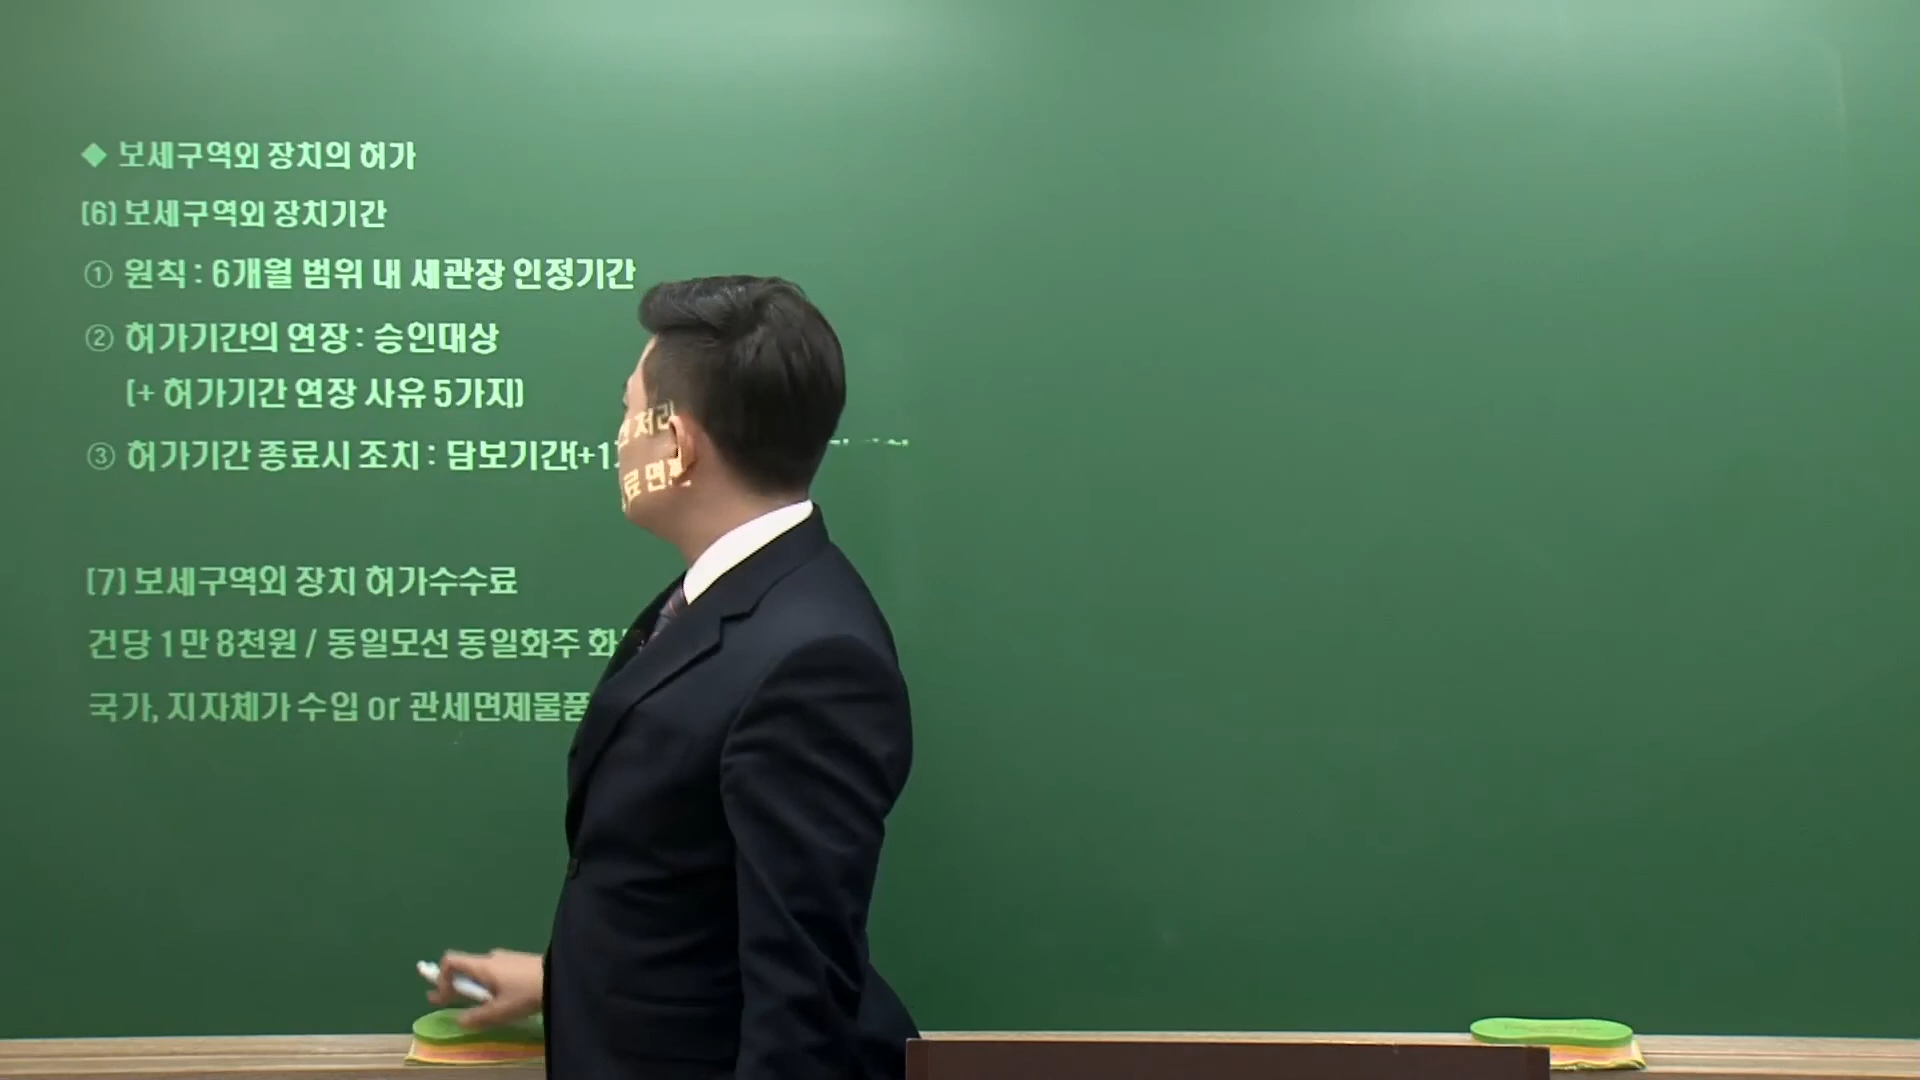 ◆ 보세구역외 장치의 허가
(6) 보세구역외 장치기간
① 원칙 : 6개월 범위 내 세관장 인정기간
② 허가기간의 연장 : 승인대상
(+ 허가기간 연장 사유 5가지)
③ 허가기간 종료시 조치 : 담보기간(+1
(7) 보세구역외 장치 허가수수료
건당 1만 8천원 / 동일모선 동일화주
국가, 지자체가 수입 or 관세면제물품